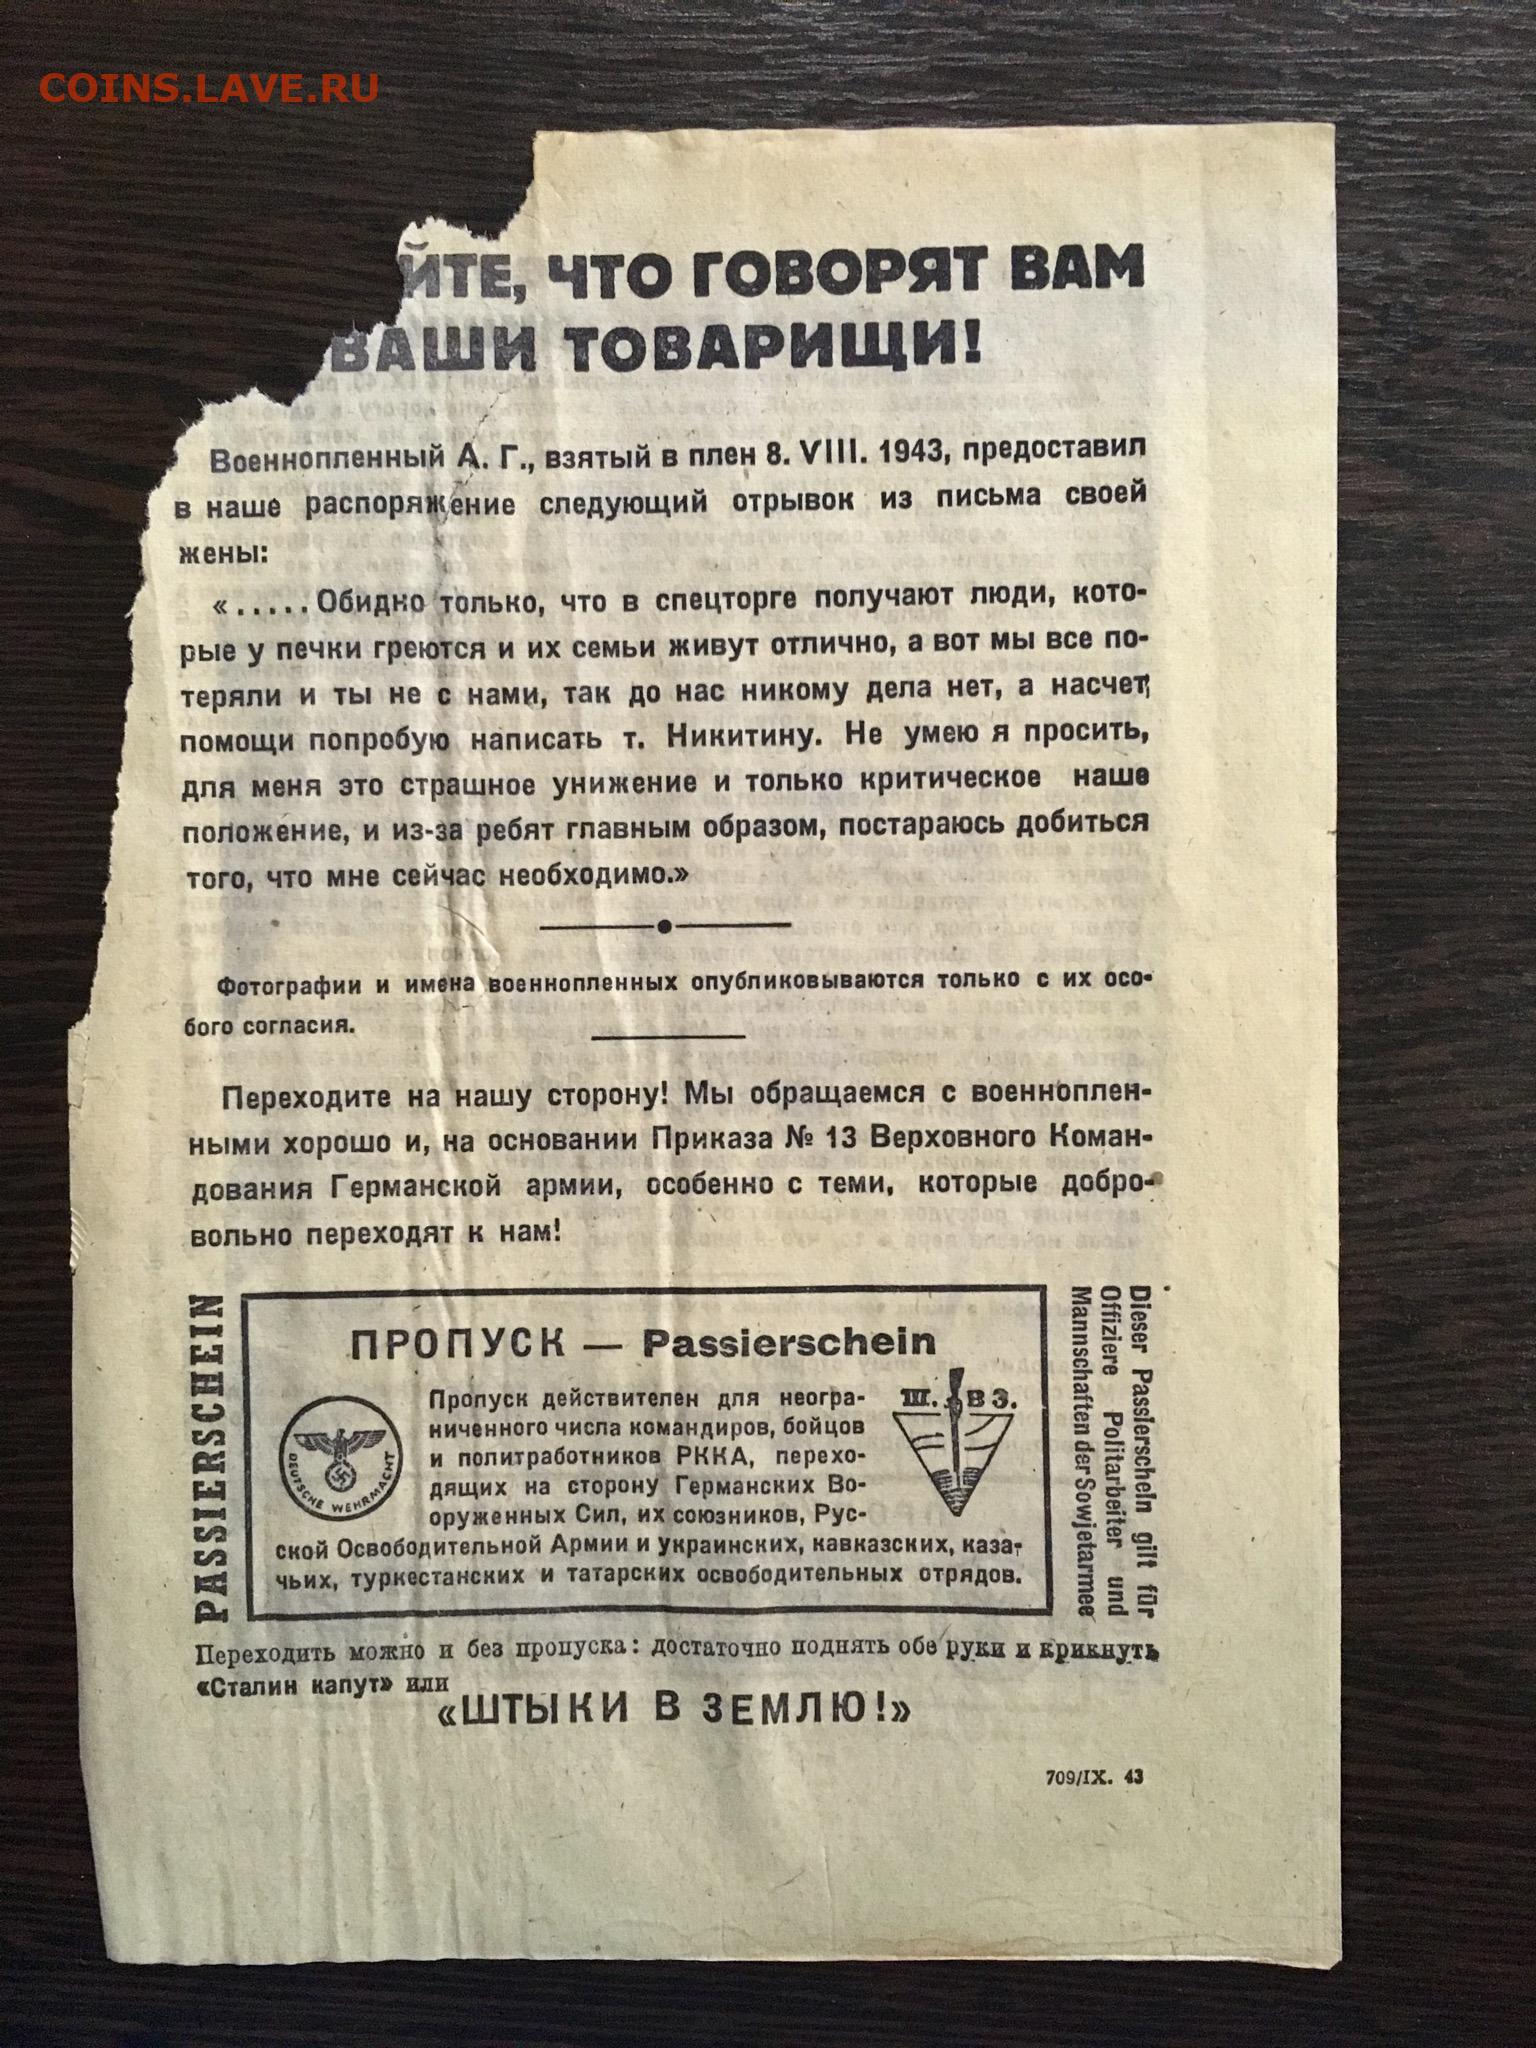 COINS.LAVE.RU
ЙТЕ, ЧТО ГОВОРЯТ ВАМ
ВАШИ ТОВАРИЩИ!
Военнопленный А. Г., взятый в плен 8. VIII. 1943, предоставил
в наше распоряжение следующий отрывок из письма своей
жены:
«.....Обидно только, что в спецторге получают люди, кото-
рые у печки греются и их семьи живут отлично, а вот мы все по-
теряли и ты не с нами, так до нас никому дела нет, а насчет,
помощи попробую написать т. Никитину. Не умею я просить,
для меня это страшное унижение и только критическое наше
положение, и из-за ребят главным образом, постараюсь добиться
того, что мне сейчас необходимо.»
Фотографии и имена военнопленных опубликовываются только с их осо-
бого согласия.
Переходите на нашу сторону! Мы обращаемся с военноплен-
ными хорошо и, на основании Приказа № 13 Верховного Коман-
дования Германской армии, особенно с теми, которые добро-
вольно переходят к нам!
PASSIERSCHEIN
ПРОПУСК — Passierschein
DEUTSCHE WEHRMACHT
Пропуск действителен для неогра-
ниченного числа командиров, бойцов
и политработников РККА, перехо-
дящих на сторону Германских Во-
оруженных Сил, их союзников, Рус-
ской Освободительной Армии и украинских, кавказских, каза-
чьих, туркестанских и татарских освободительных отрядов.
Ш. В З.
Dieser Passierschein gilt für
Offiziere Politarbeiter und
Mannschaften der Sowjetarmee
Переходить можно и без пропуска: достаточно поднять обе руки и крикнуть
«Сталин капут» или
«ШТЫКИ В ЗЕМЛЮ!»
709/IX. 43